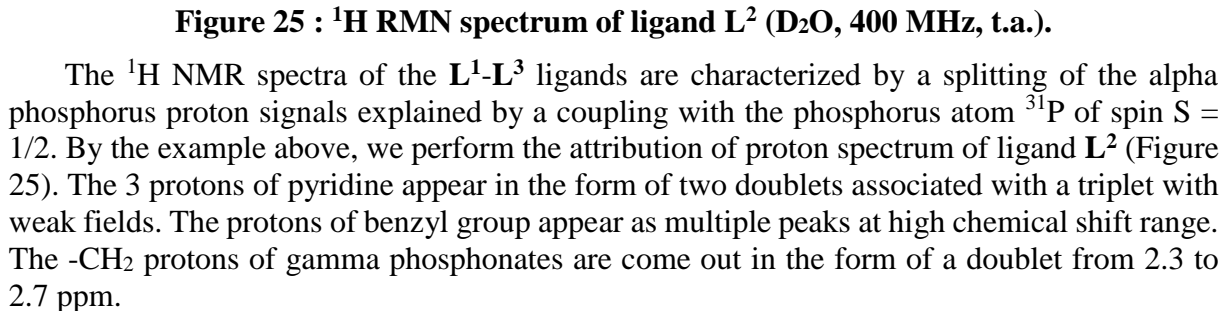 Figure 25 : ¹H RMN spectrum of ligand L² (D₂O, 400 MHz, t.a.).
The ¹H NMR spectra of the L¹-L³ ligands are characterized by a splitting of the alpha
phosphorus proton signals explained by a coupling with the phosphorus atom ³¹P of spin S =
1/2. By the example above, we perform the attribution of proton spectrum of ligand L² (Figure
25). The 3 protons of pyridine appear in the form of two doublets associated with a triplet with
weak fields. The protons of benzyl group appear as multiple peaks at high chemical shift range.
The -CH₂ protons of gamma phosphonates are come out in the form of a doublet from 2.3 to
2.7 ppm.